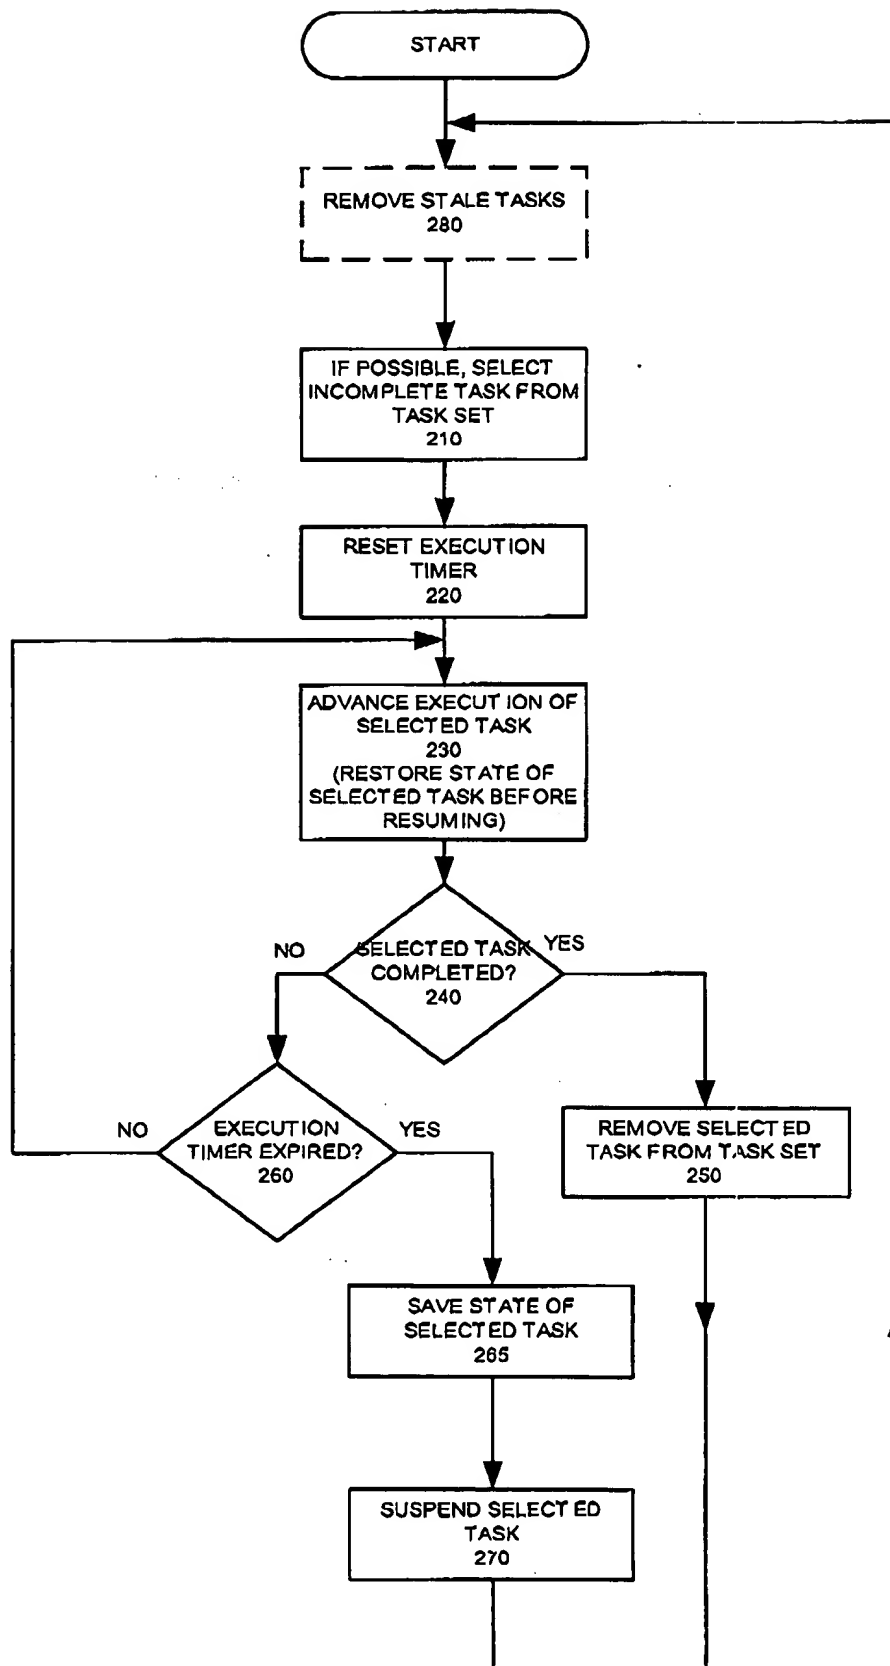 START
REMOVE STALE TASKS
280
IF POSSIBLE, SELECT
INCOMPLETE TASK FROM
TASK SET
210
RESET EXECUTION
TIMER
220
ADVANCE EXECUTION OF
SELECTED TASK
230
(RESTORE STATE OF
SELECTED TASK BEFORE
RESUMING)
NO
SELECTED TASK
COMPLETED?
240
YES
NO
EXECUTION
TIMER EXPIRED?
260
YES
REMOVE SELECTED
TASK FROM TASK SET
250
SAVE STATE OF
SELECTED TASK
265
SUSPEND SELECTED
TASK
270